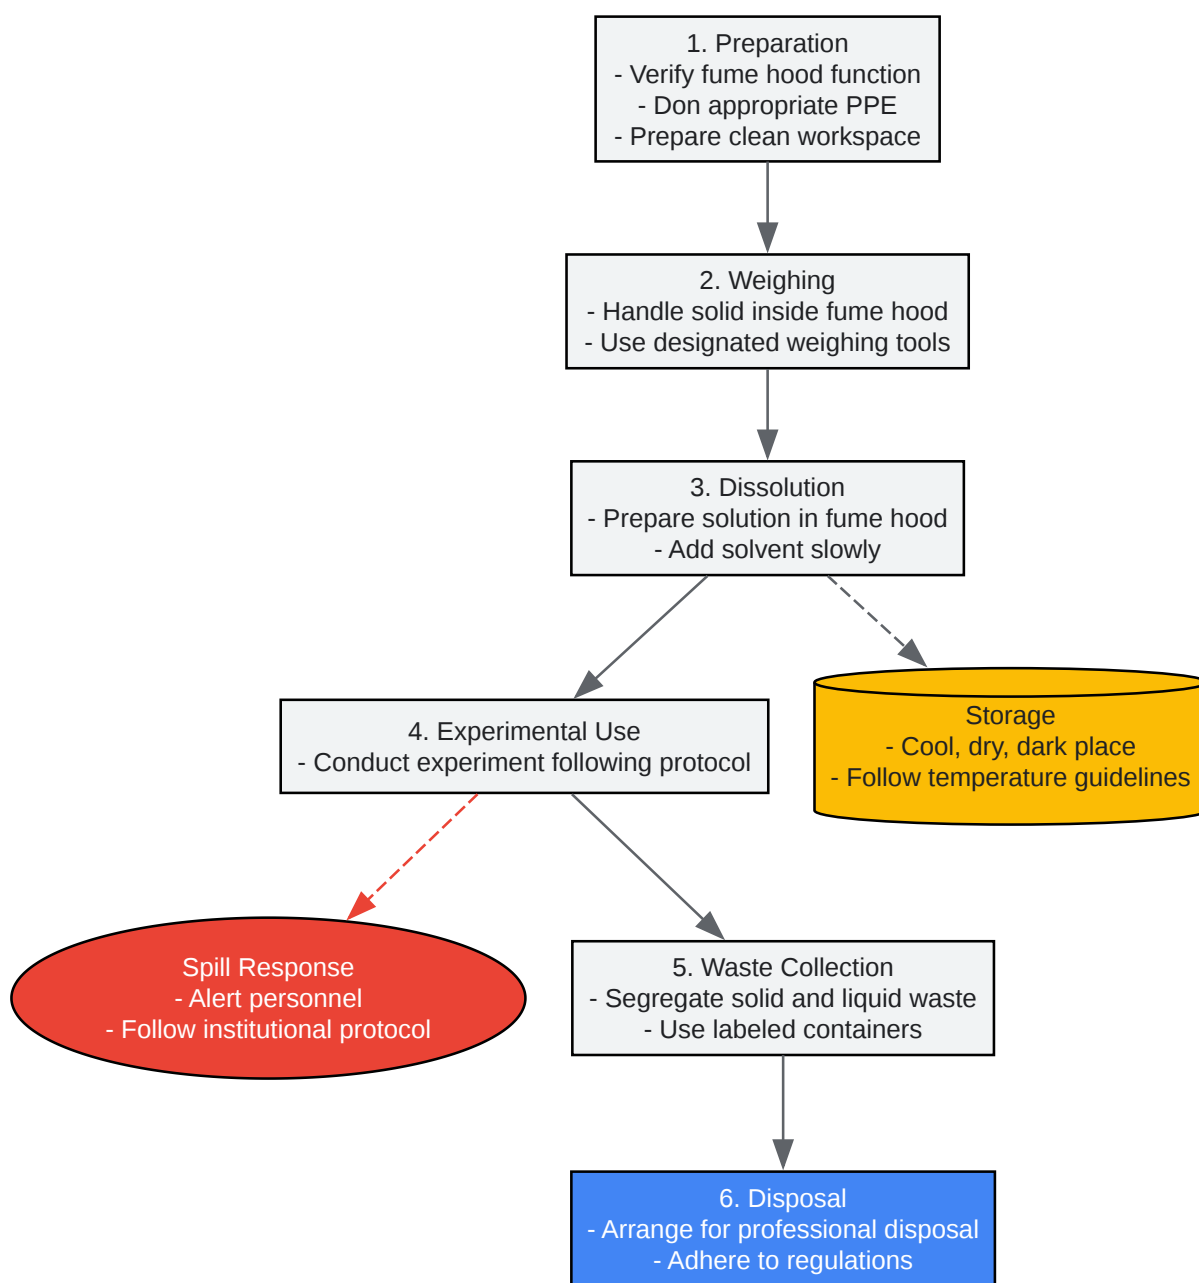 1. Preparation
- Verify fume hood function
- Don appropriate PPE
- Prepare clean workspace
2. Weighing
- Handle solid inside fume hood
- Use designated weighing tools
3. Dissolution
- Prepare solution in fume hood
- Add solvent slowly
4. Experimental Use
- Conduct experiment following protocol
Storage
- Cool, dry, dark place
- Follow temperature guidelines
Spill Response
- Alert personnel
- Follow institutional protocol
5. Waste Collection
- Segregate solid and liquid waste
- Use labeled containers
6. Disposal
- Arrange for professional disposal
- Adhere to regulations